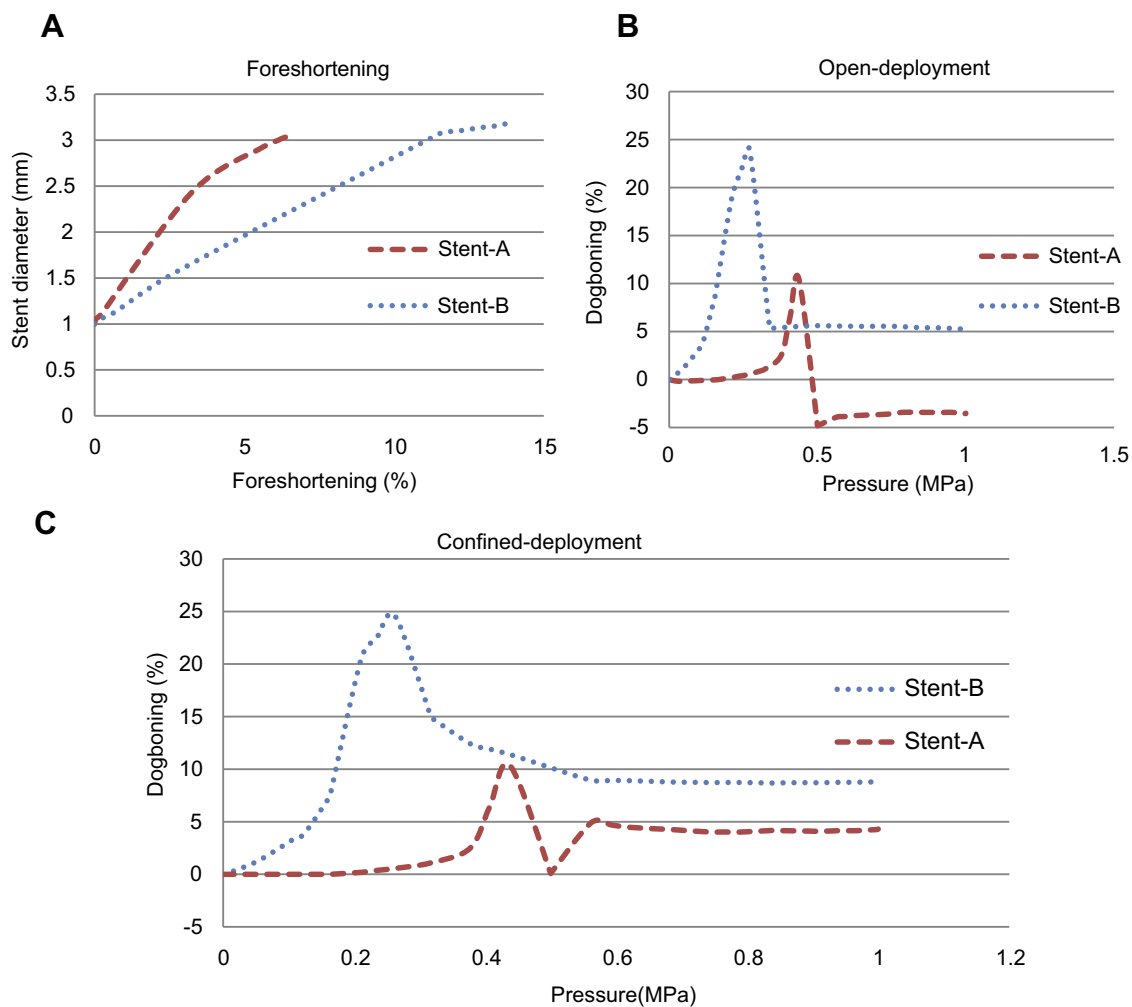 A
Foreshortening
3.5
3
2.5
2
1.5
1
0.5
0
Stent diameter (mm)
0 5 10 15
Foreshortening (%)
Stent-A
Stent-B
B
Open-deployment
30
25
20
15
10
5
0
-5
Dogboning (%)
0 0.5 1 1.5
Pressure (MPa)
Stent-A
Stent-B
C
Confined-deployment
30
25
20
15
10
5
0
-5
Dogboning (%)
0 0.2 0.4 0.6 0.8 1 1.2
Pressure(MPa)
Stent-B
Stent-A